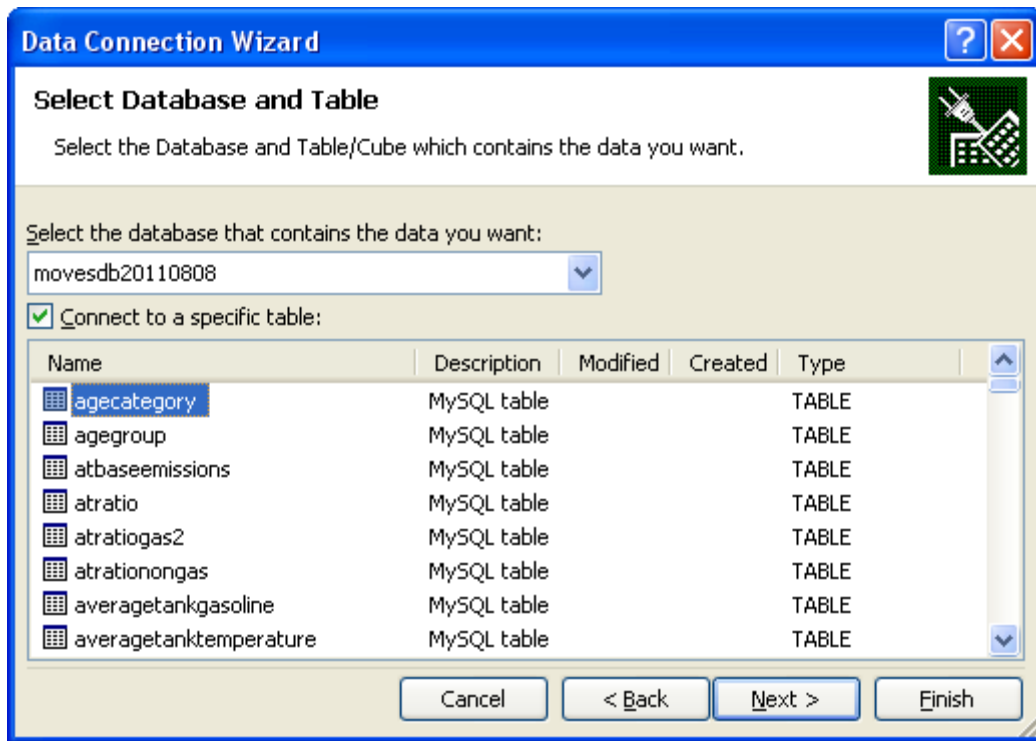 Data Connection Wizard
Select Database and Table
Select the Database and Table/Cube which contains the data you want.
Select the database that contains the data you want:
movesdb20110808
Connect to a specific table:
Name Description Modified Created Type
agecategory MySQL table TABLE
agegroup MySQL table TABLE
atbaseemissions MySQL table TABLE
atratio MySQL table TABLE
atratiogas2 MySQL table TABLE
atrationongas MySQL table TABLE
averagetankgasoline MySQL table TABLE
averagetanktemperature MySQL table TABLE
Cancel < Back Next > Finish